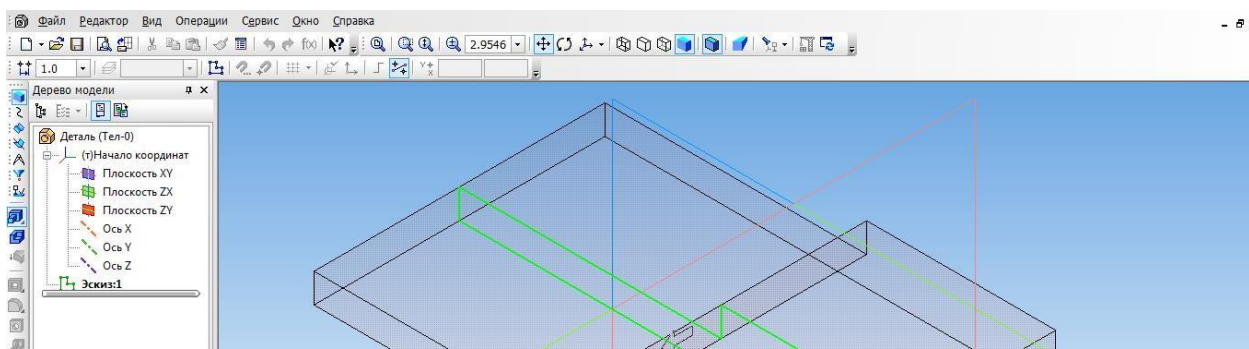 Файл Редактор Вид Операции Сервис Окно Справка
2.9546
1.0
Дерево модели
Деталь (Тел-0)
(т)Начало координат
Плоскость XY
Плоскость ZX
Плоскость ZY
Ось X
Ось Y
Ось Z
Эскиз:1